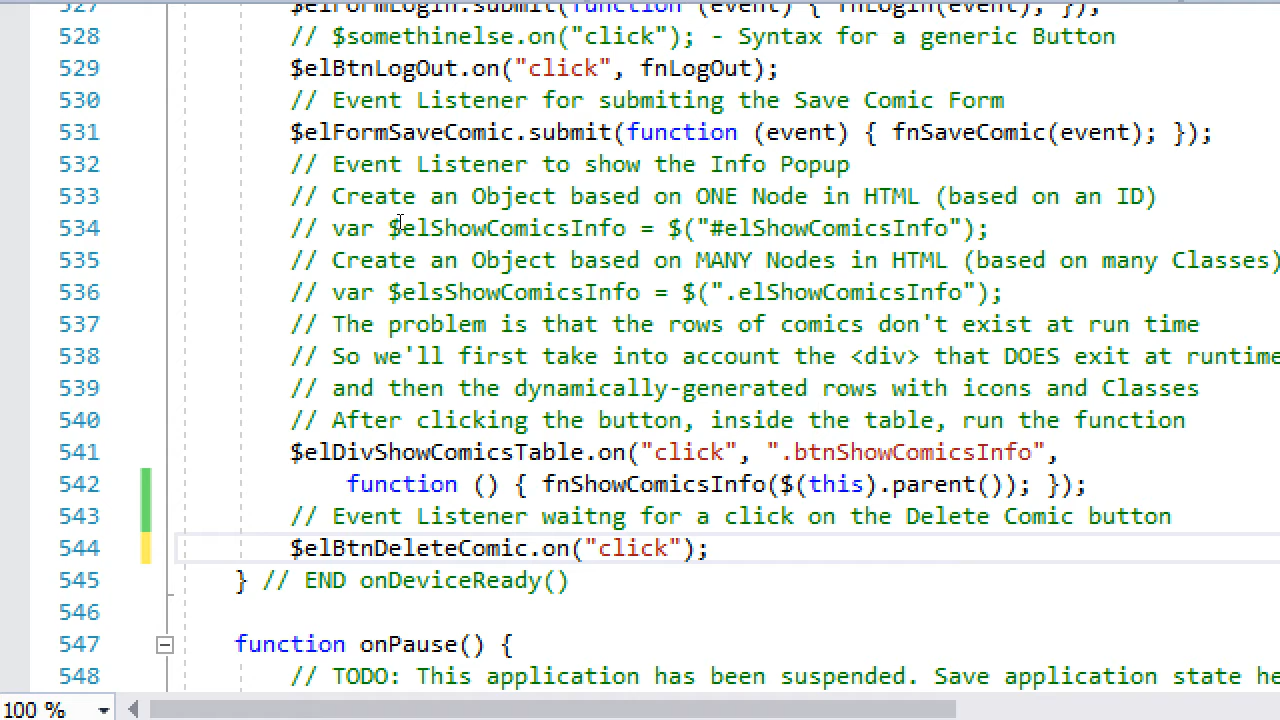 527 $elFormLogin.submit(function (event) { fnLogin(event); });
528 // $somethinelse.on("click"); - Syntax for a generic Button
529 $elBtnLogOut.on("click", fnLogOut);
530 // Event Listener for submiting the Save Comic Form
531 $elFormSaveComic.submit(function (event) { fnSaveComic(event); });
532 // Event Listener to show the Info Popup
533 // Create an Object based on ONE Node in HTML (based on an ID)
534 // var $elShowComicsInfo = $("#elShowComicsInfo");
535 // Create an Object based on MANY Nodes in HTML (based on many Classes)
536 // var $elsShowComicsInfo = $(".elShowComicsInfo");
537 // The problem is that the rows of comics don't exist at run time
538 // So we'll first take into account the <div> that DOES exit at runtime
539 // and then the dynamically-generated rows with icons and Classes
540 // After clicking the button, inside the table, run the function
541 $elDivShowComicsTable.on("click", ".btnShowComicsInfo",
542 function () { fnShowComicsInfo($(this).parent()); });
543 // Event Listener waitng for a click on the Delete Comic button
544 $elBtnDeleteComic.on("click");
545 } // END onDeviceReady()
546
547 function onPause() {
548 // TODO: This application has been suspended. Save application state he
100 %